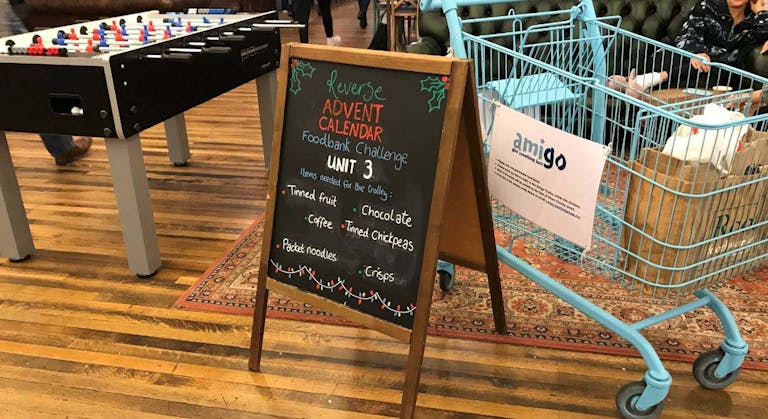 Reverse
ADVENT
CALENDAR
Foodbank Challenge
UNIT 3
Items needed for the trolley:
Tinned fruit
Chocolate
Coffee
Tinned Chickpeas
Packet noodles
Crisps
amigo